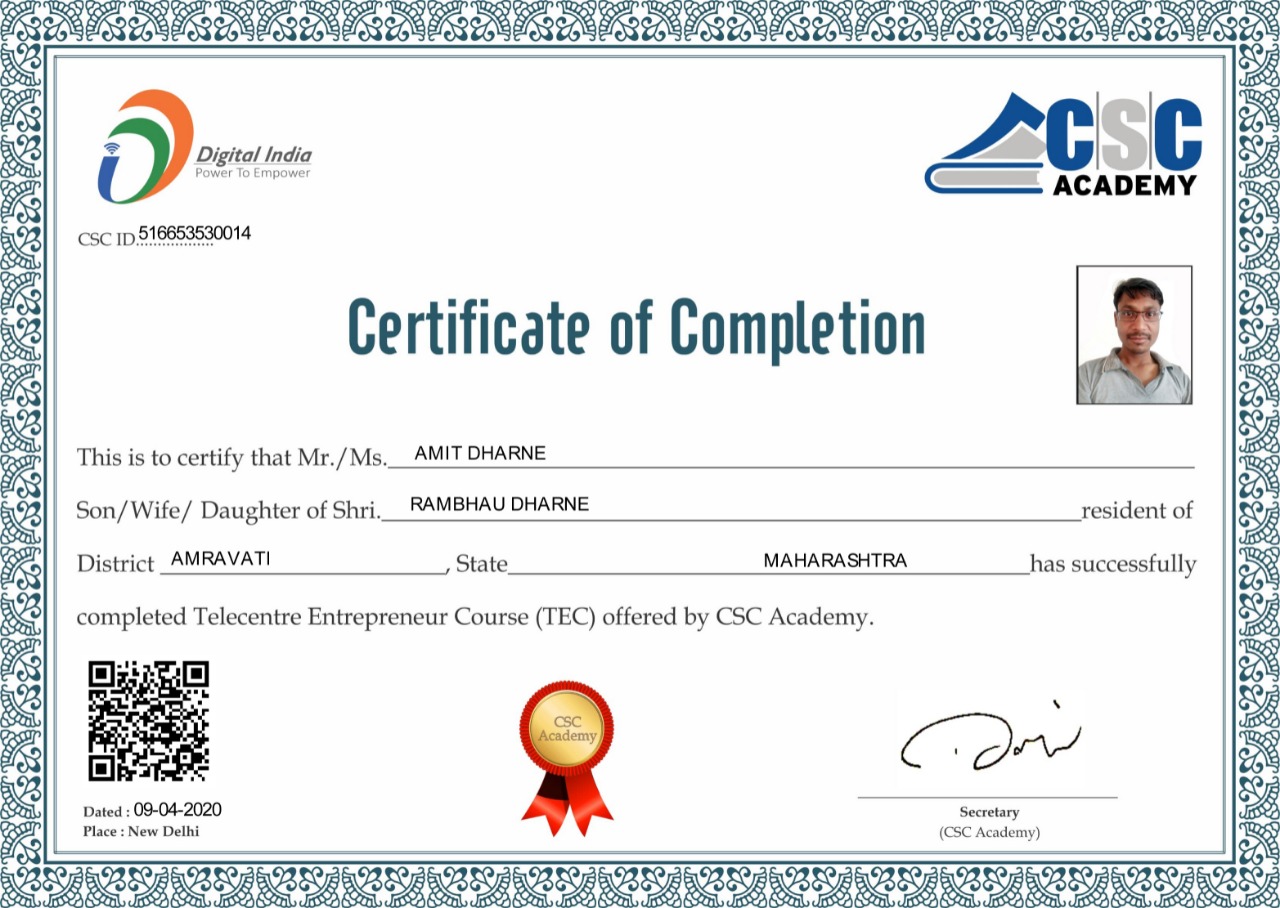 Digital India
Power To Empower
CSC
ACADEMY
CSC ID.516653530014
Certificate of Completion
This is to certify that Mr./Ms. AMIT DHARNE
Son/Wife/ Daughter of Shri. RAMBHAU DHARNE resident of
District AMRAVATI, State MAHARASHTRA has successfully
completed Telecentre Entrepreneur Course (TEC) offered by CSC Academy.
CSC
Academy
Dated : 09-04-2020
Place : New Delhi
Secretary
(CSC Academy)